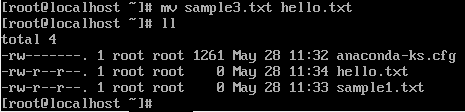 [root@localhost ~]# mv sample3.txt hello.txt
[root@localhost ~]# ll
total 4
-rw-------. 1 root root 1261 May 28 11:32 anaconda-ks.cfg
-rw-r--r--. 1 root root    0 May 28 11:34 hello.txt
-rw-r--r--. 1 root root    0 May 28 11:33 sample1.txt
[root@localhost ~]#